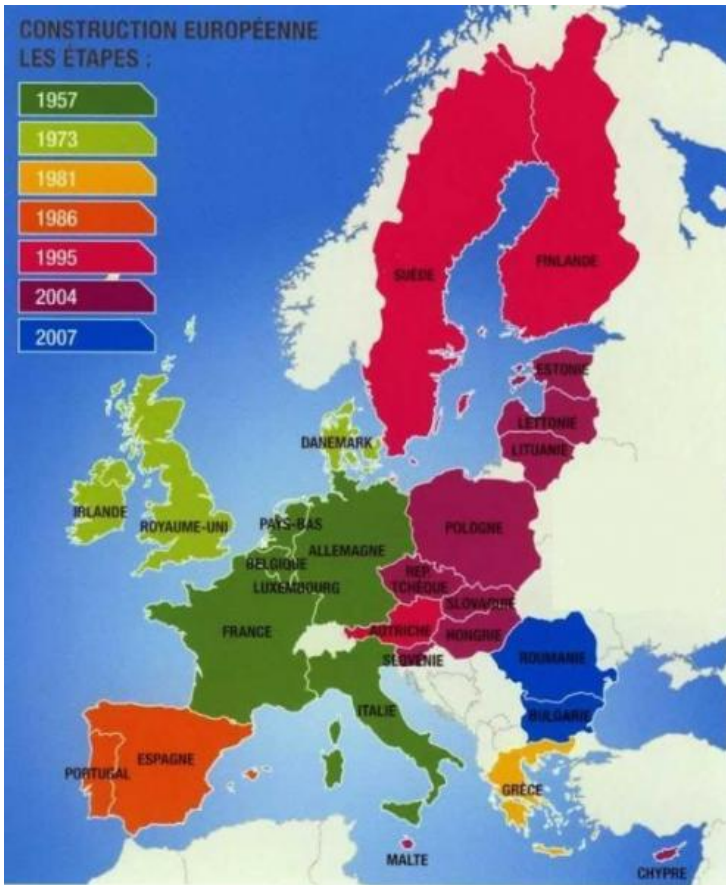 CONSTRUCTION EUROPÉENNE
LES ÉTAPES :
1957
1973
1981
1986
1995
2004
2007
SUÈDE
FINLANDE
ESTONIE
LETTONIE
LITUANIE
DANEMARK
IRLANDE
ROYAUME-UNI
PAYS-BAS
POLOGNE
ALLEMAGNE
BELGIQUE
LUXEMBOURG
REP
TCHÈQUE
SLOVAQUIE
FRANCE
AUTRICHE
HONGRIE
SLOVÉNIE
ROUMANIE
ITALIE
BULGARIE
PORTUGAL
ESPAGNE
GRÈCE
MALTE
CHYPRE